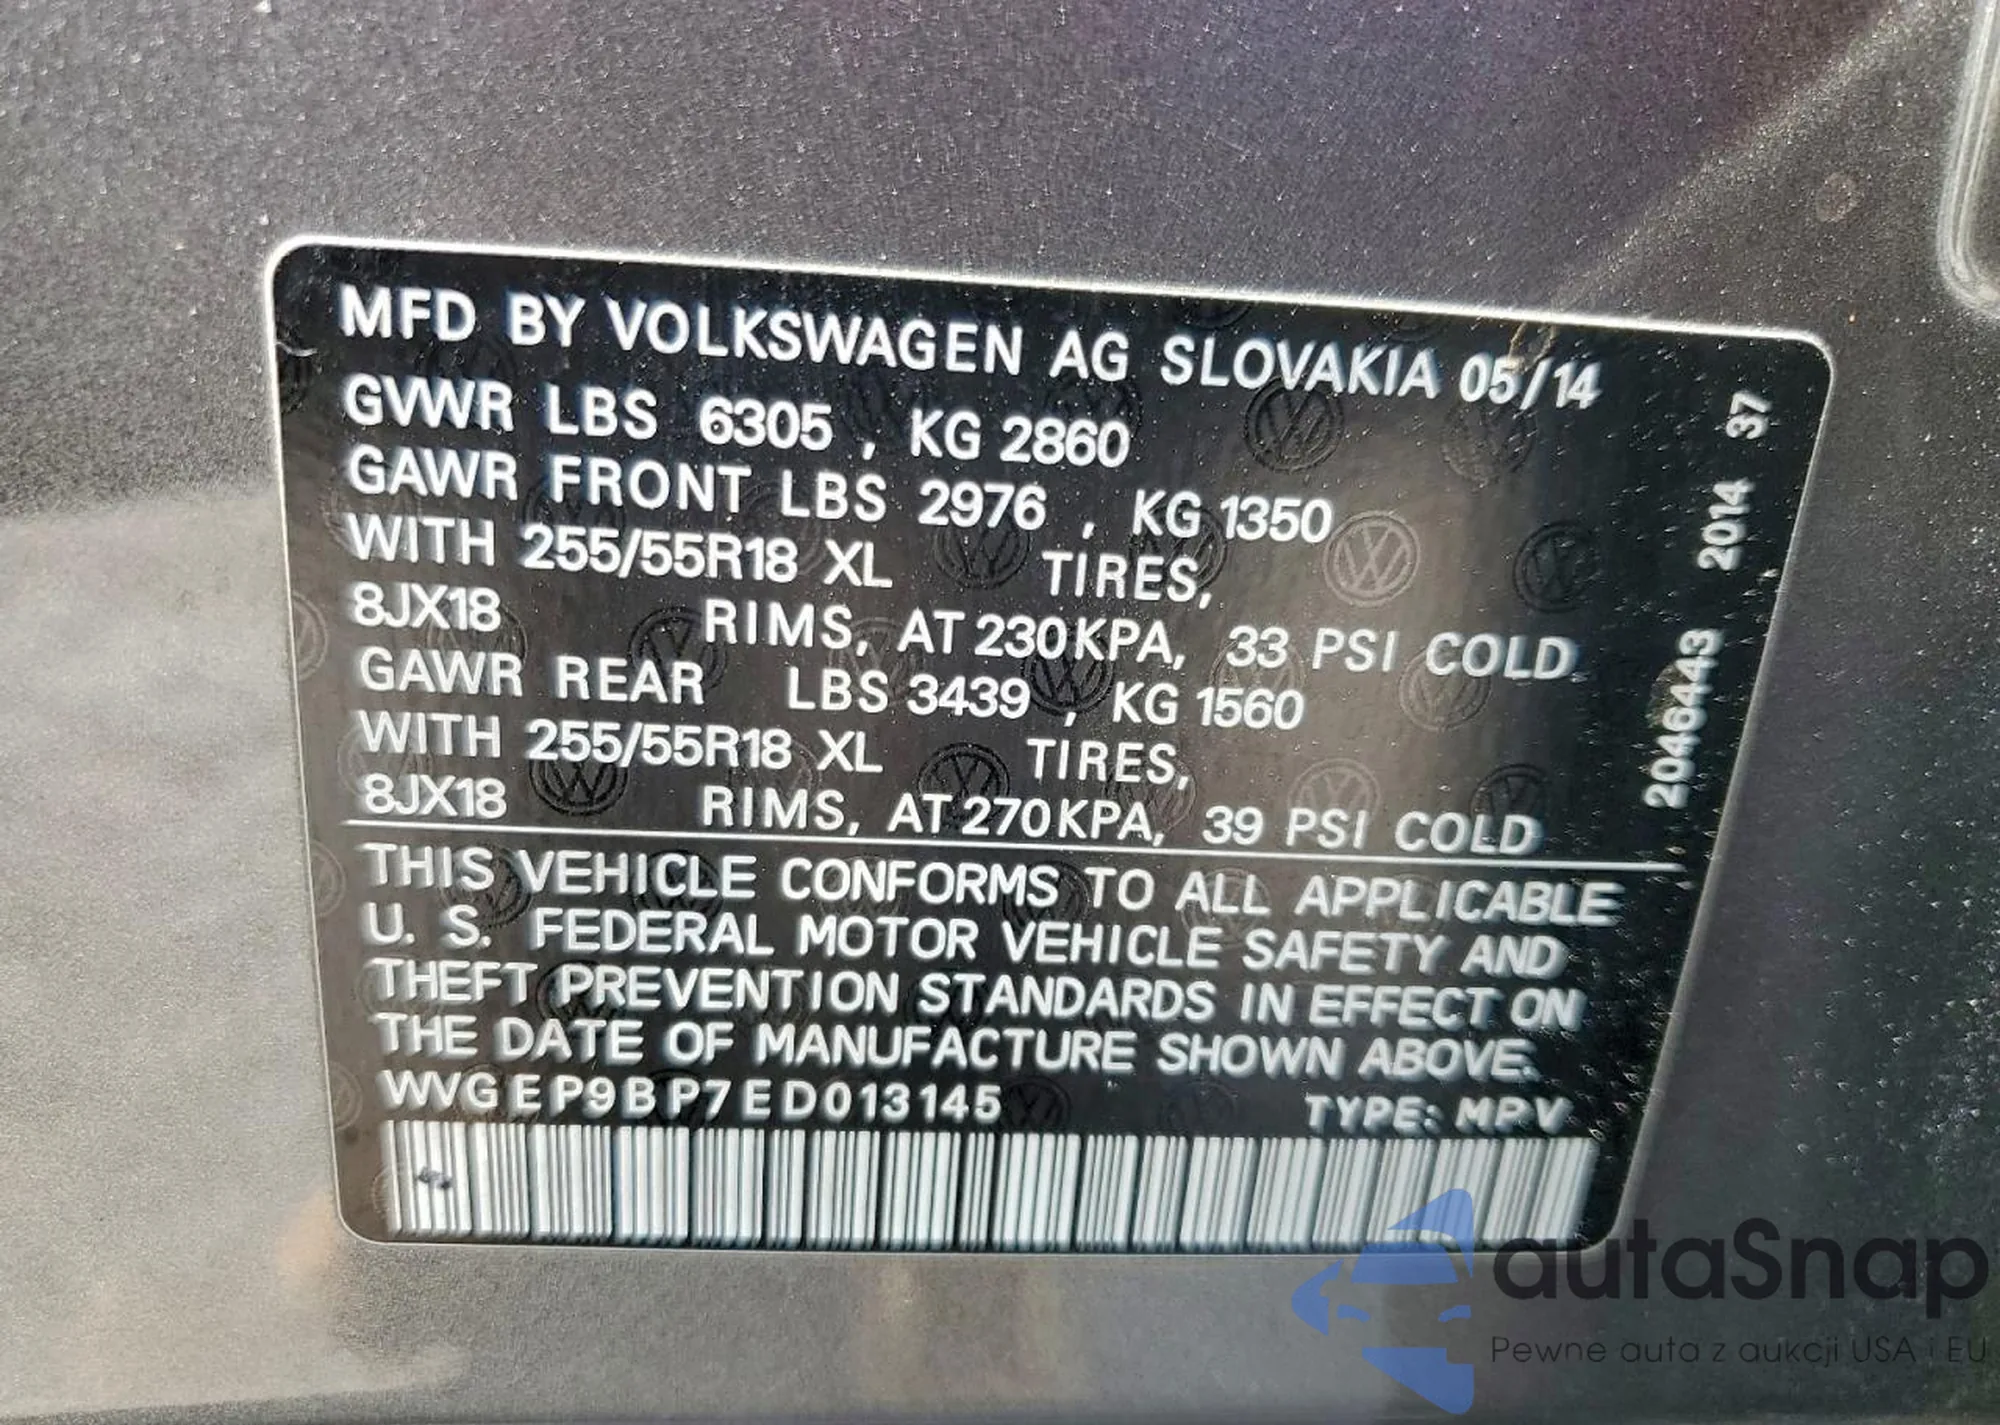 MFD BY VOLKSWAGEN AG SLOVAKIA 05/14
GVWR LBS 6305 , KG 2860
GAWR FRONT LBS 2976 , KG 1350
WITH 255/55R18 XL TIRES,
8JX18 RIMS, AT 230KPA, 33 PSI COLD
GAWR REAR LBS 3439 , KG 1560
WITH 255/55R18 XL TIRES,
8JX18 RIMS, AT 270KPA, 39 PSI COLD
THIS VEHICLE CONFORMS TO ALL APPLICABLE
U. S. FEDERAL MOTOR VEHICLE SAFETY AND
THEFT PREVENTION STANDARDS IN EFFECT ON
THE DATE OF MANUFACTURE SHOWN ABOVE.
WVGEP9BP7ED013145 TYPE: MPV
2046443 2014 37
autaSnap
Pewne auta z aukcji USA i EU